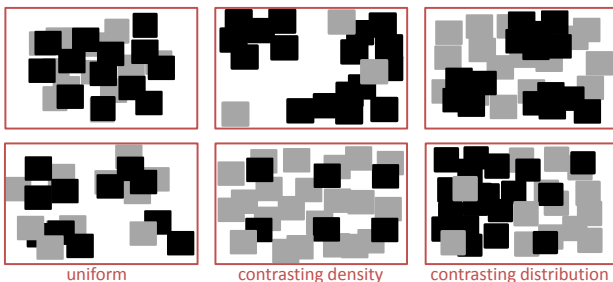 uniform
contrasting density
contrasting distribution